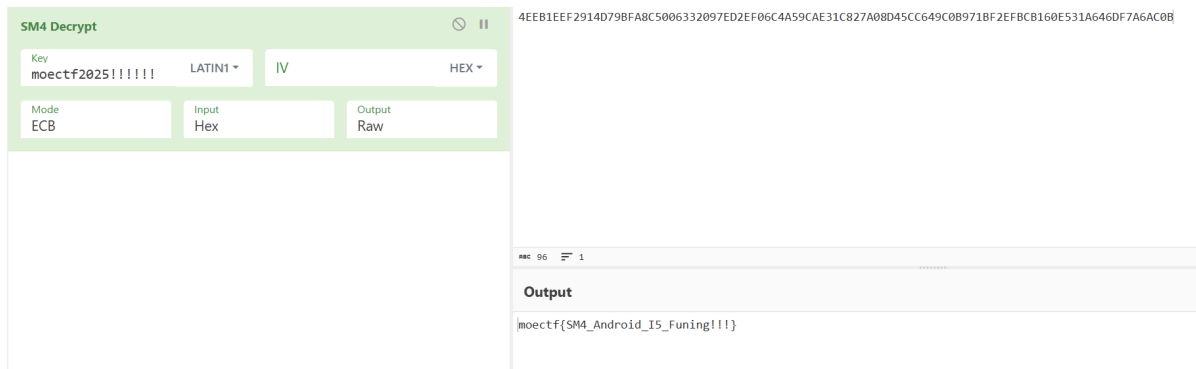 SM4 Decrypt
Key
moectf2025!!!!!!
LATIN1
IV
HEX
Mode
ECB
Input
Hex
Output
Raw
4EEB1EEF2914D79BFA8C5006332097ED2EF06C4A59CAE31C827A08D45CC649C0B971BF2EFBCB160E531A646DF7A6AC0B
ABC 96 1
Output
moectf{SM4_Android_I5_Funing!!!}